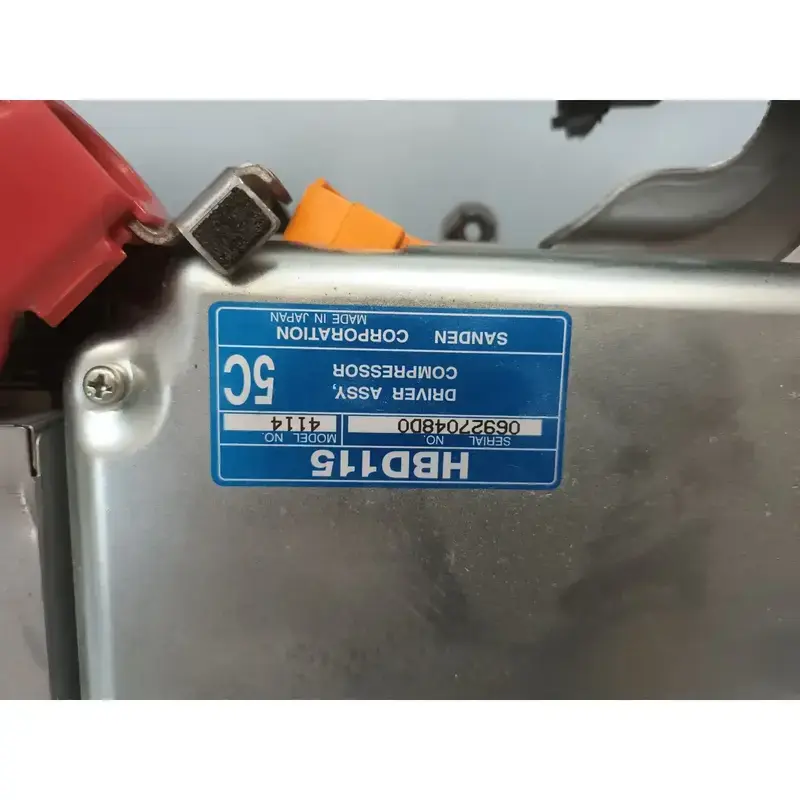 HBD115
SERIAL NO. MODEL NO.
06927048D0 4114
DRIVER ASSY,
COMPRESSOR
5C
SANDEN CORPORATION
MADE IN JAPAN